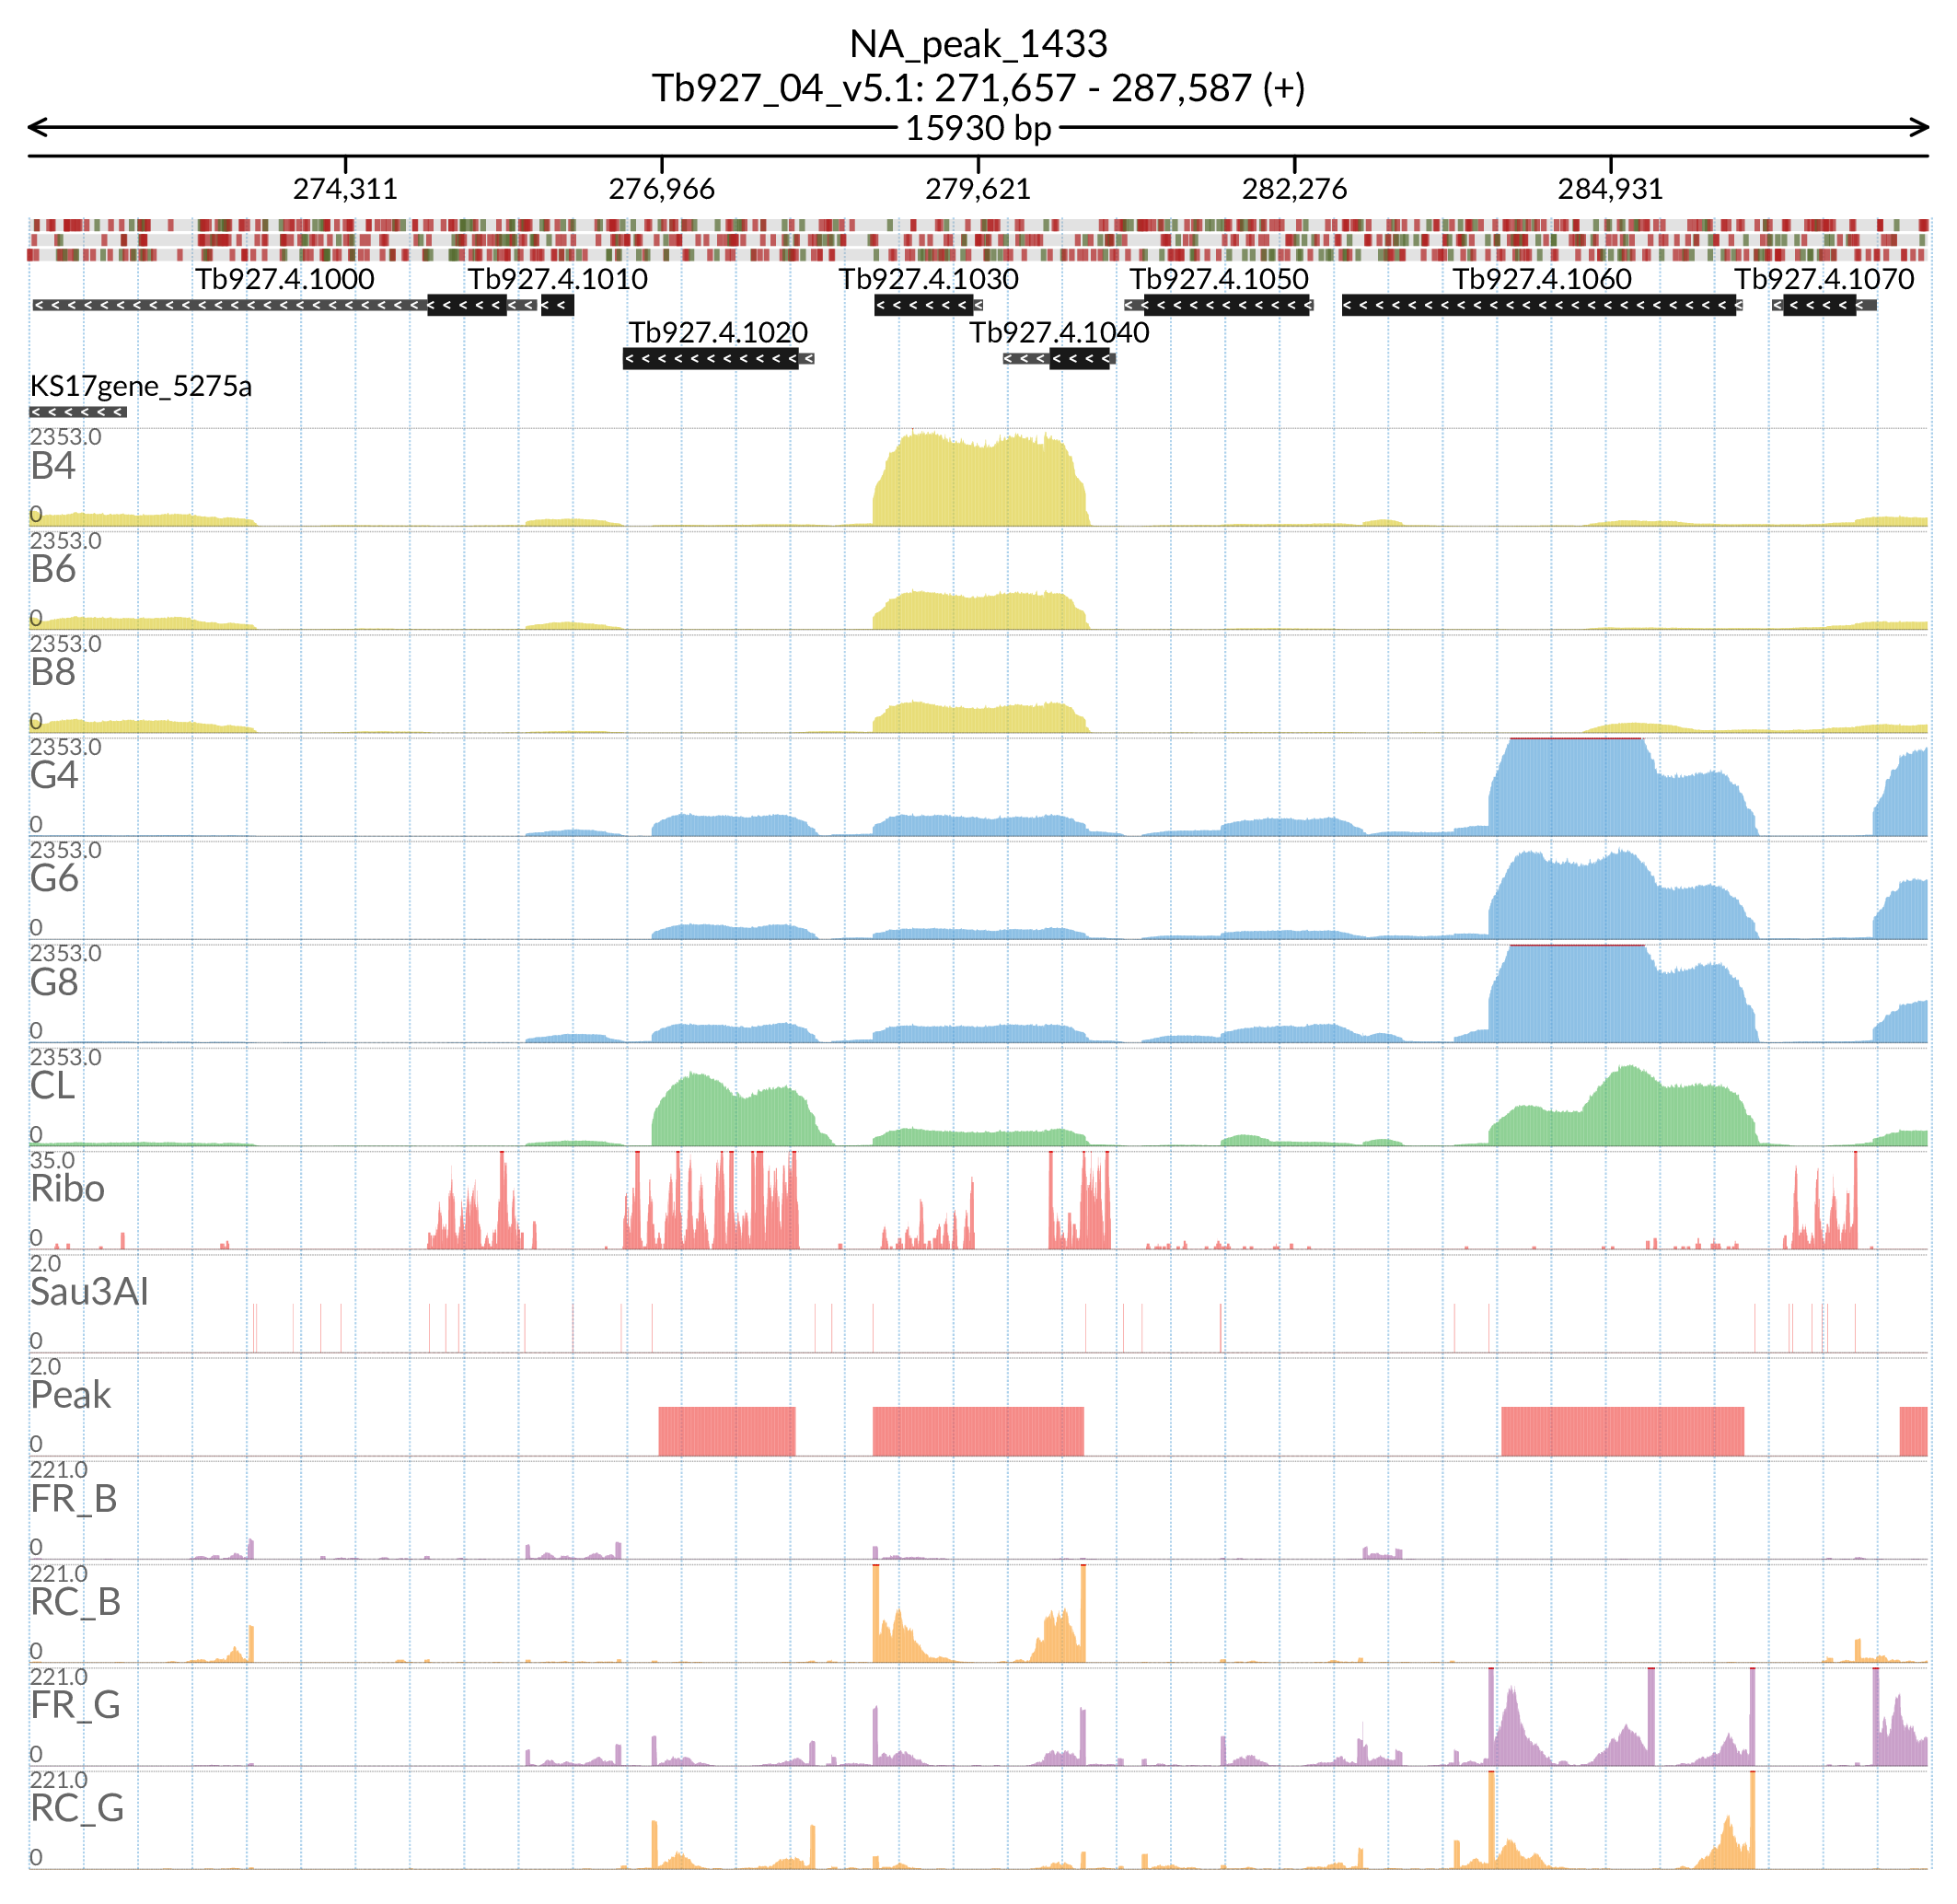 NA_peak_1433
Tb927_04_v5.1: 271,657 - 287,587 (+)
15930 bp
274,311 276,966 279,621 282,276 284,931
Tb927.4.1000 Tb927.4.1010 Tb927.4.1030 Tb927.4.1050 Tb927.4.1060 Tb927.4.1070
Tb927.4.1020 Tb927.4.1040
KS17gene_5275a
2353.0
B4
0
2353.0
B6
0
2353.0
B8
0
2353.0
G4
0
2353.0
G6
0
2353.0
G8
0
2353.0
CL
0
35.0
Ribo
0
2.0
Sau3AI
0
2.0
Peak
0
221.0
FR_B
0
221.0
RC_B
0
221.0
FR_G
0
221.0
RC_G
0